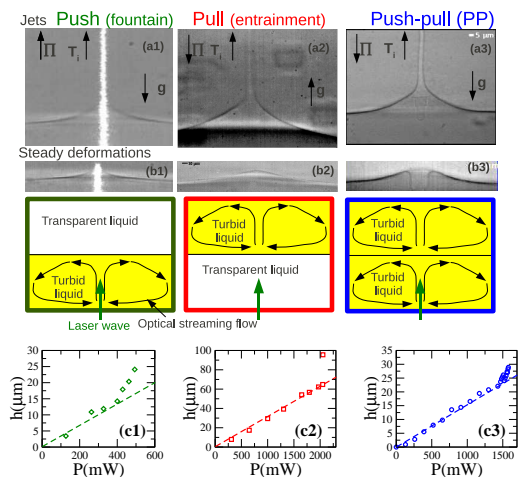 Jets Push (fountain) Pull (entrainment) Push-pull (PP)
Π τi (a1) g
Π τi (a2) g
5 µm Π τi (a3) g
Steady deformations
(b1) (b2) (b3)
Transparent liquid
Turbid liquid
Turbid liquid
Transparent liquid
Turbid liquid
Turbid liquid
Laser wave Optical streaming flow
h(µm)
30
25
20
15
10
5
0
0 200 400 600
P(mW)
(c1)
h(µm)
100
80
60
40
20
0
0 500 1000 1500 2000
P(mW)
(c2)
h(µm)
35
30
25
20
15
10
5
0
0 500 1000 1500
P(mW)
(c3)